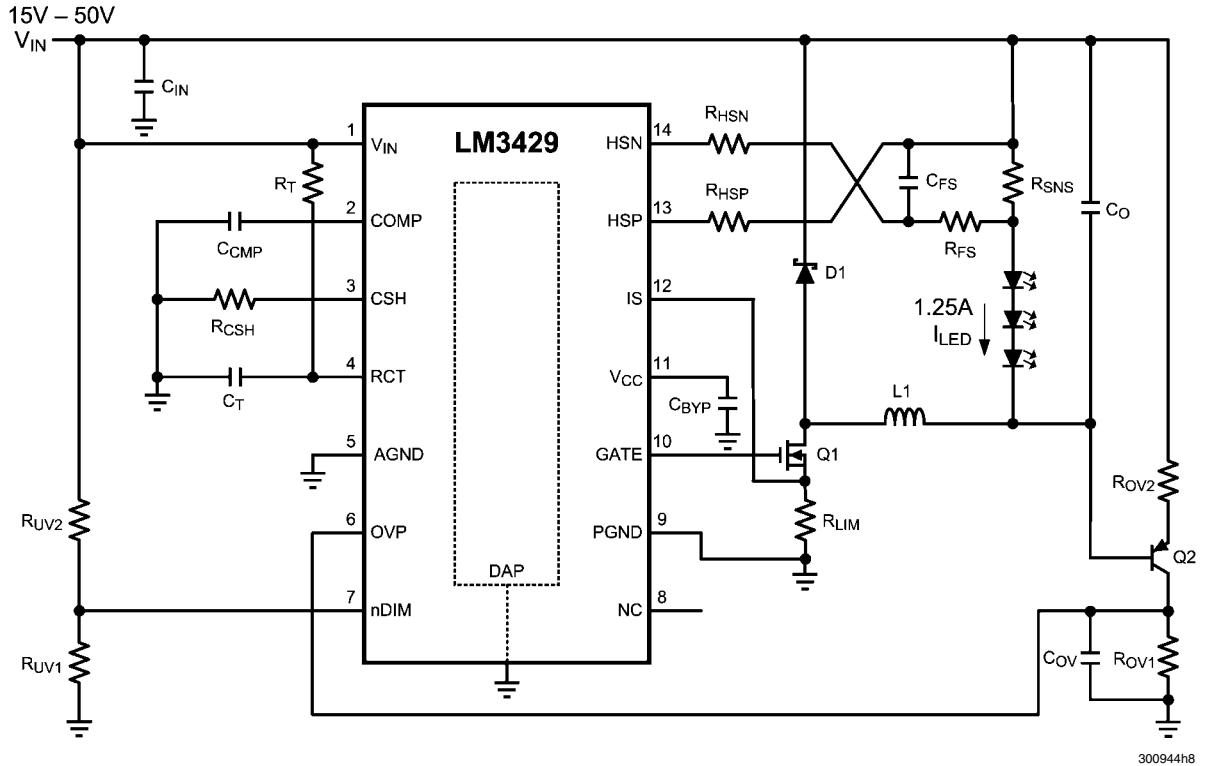 15V – 50V
VIN
CIN
LM3429
1
VIN
RT
2
COMP
CCMP
3
CSH
RCSH
4
RCT
CT
5
AGND
RUV2
6
OVP
7
nDIM
RUV1
DAP
14
HSN
RHSN
13
HSP
RHSP
CFS
RSNS
RFS
CO
12
IS
D1
1.25A
ILED
11
VCC
CBYP
L1
10
GATE
Q1
RLIM
9
PGND
8
NC
ROV2
Q2
COV
ROV1
300944h8